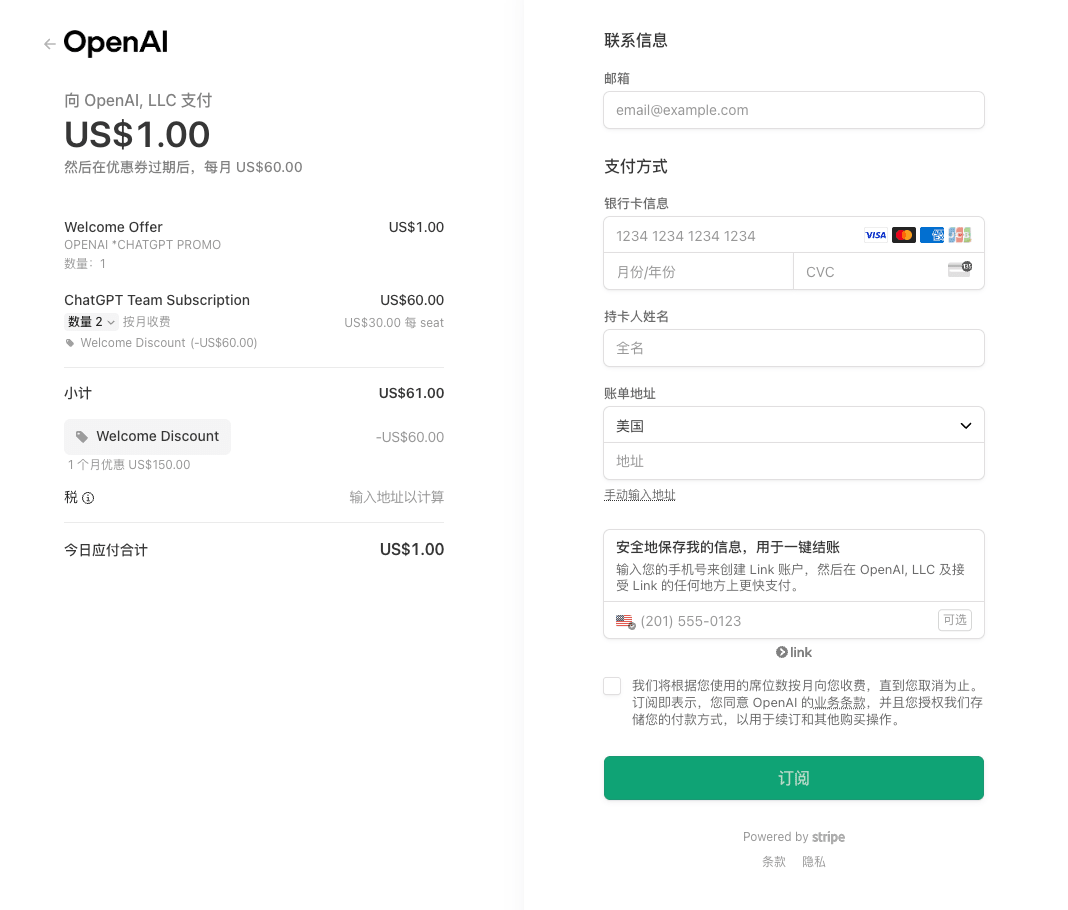 OpenAI
向 OpenAI, LLC 支付
US$1.00
然后在优惠券过期后，每月 US$60.00
Welcome Offer US$1.00
OPENAI *CHATGPT PROMO
数量：1
ChatGPT Team Subscription US$60.00
数量 2 按月收费 US$30.00 每 seat
Welcome Discount (-US$60.00)
小计 US$61.00
Welcome Discount -US$60.00
1 个月优惠 US$150.00
税 输入地址以计算
今日应付合计 US$1.00
联系信息
邮箱
email@example.com
支付方式
银行卡信息
1234 1234 1234 1234 VISA
月份/年份 CVC 135
持卡人姓名
全名
账单地址
美国
地址
手动输入地址
安全地保存我的信息，用于一键结账
输入您的手机号来创建 Link 账户，然后在 OpenAI, LLC 及接
受 Link 的任何地方上更快支付。
(201) 555-0123 可选
link
我们将根据您使用的席位数按月向您收费，直到您取消为止。
订阅即表示，您同意 OpenAI 的业务条款，并且您授权我们存
储您的付款方式，以用于续订和其他购买操作。
订阅
Powered by stripe
条款 隐私